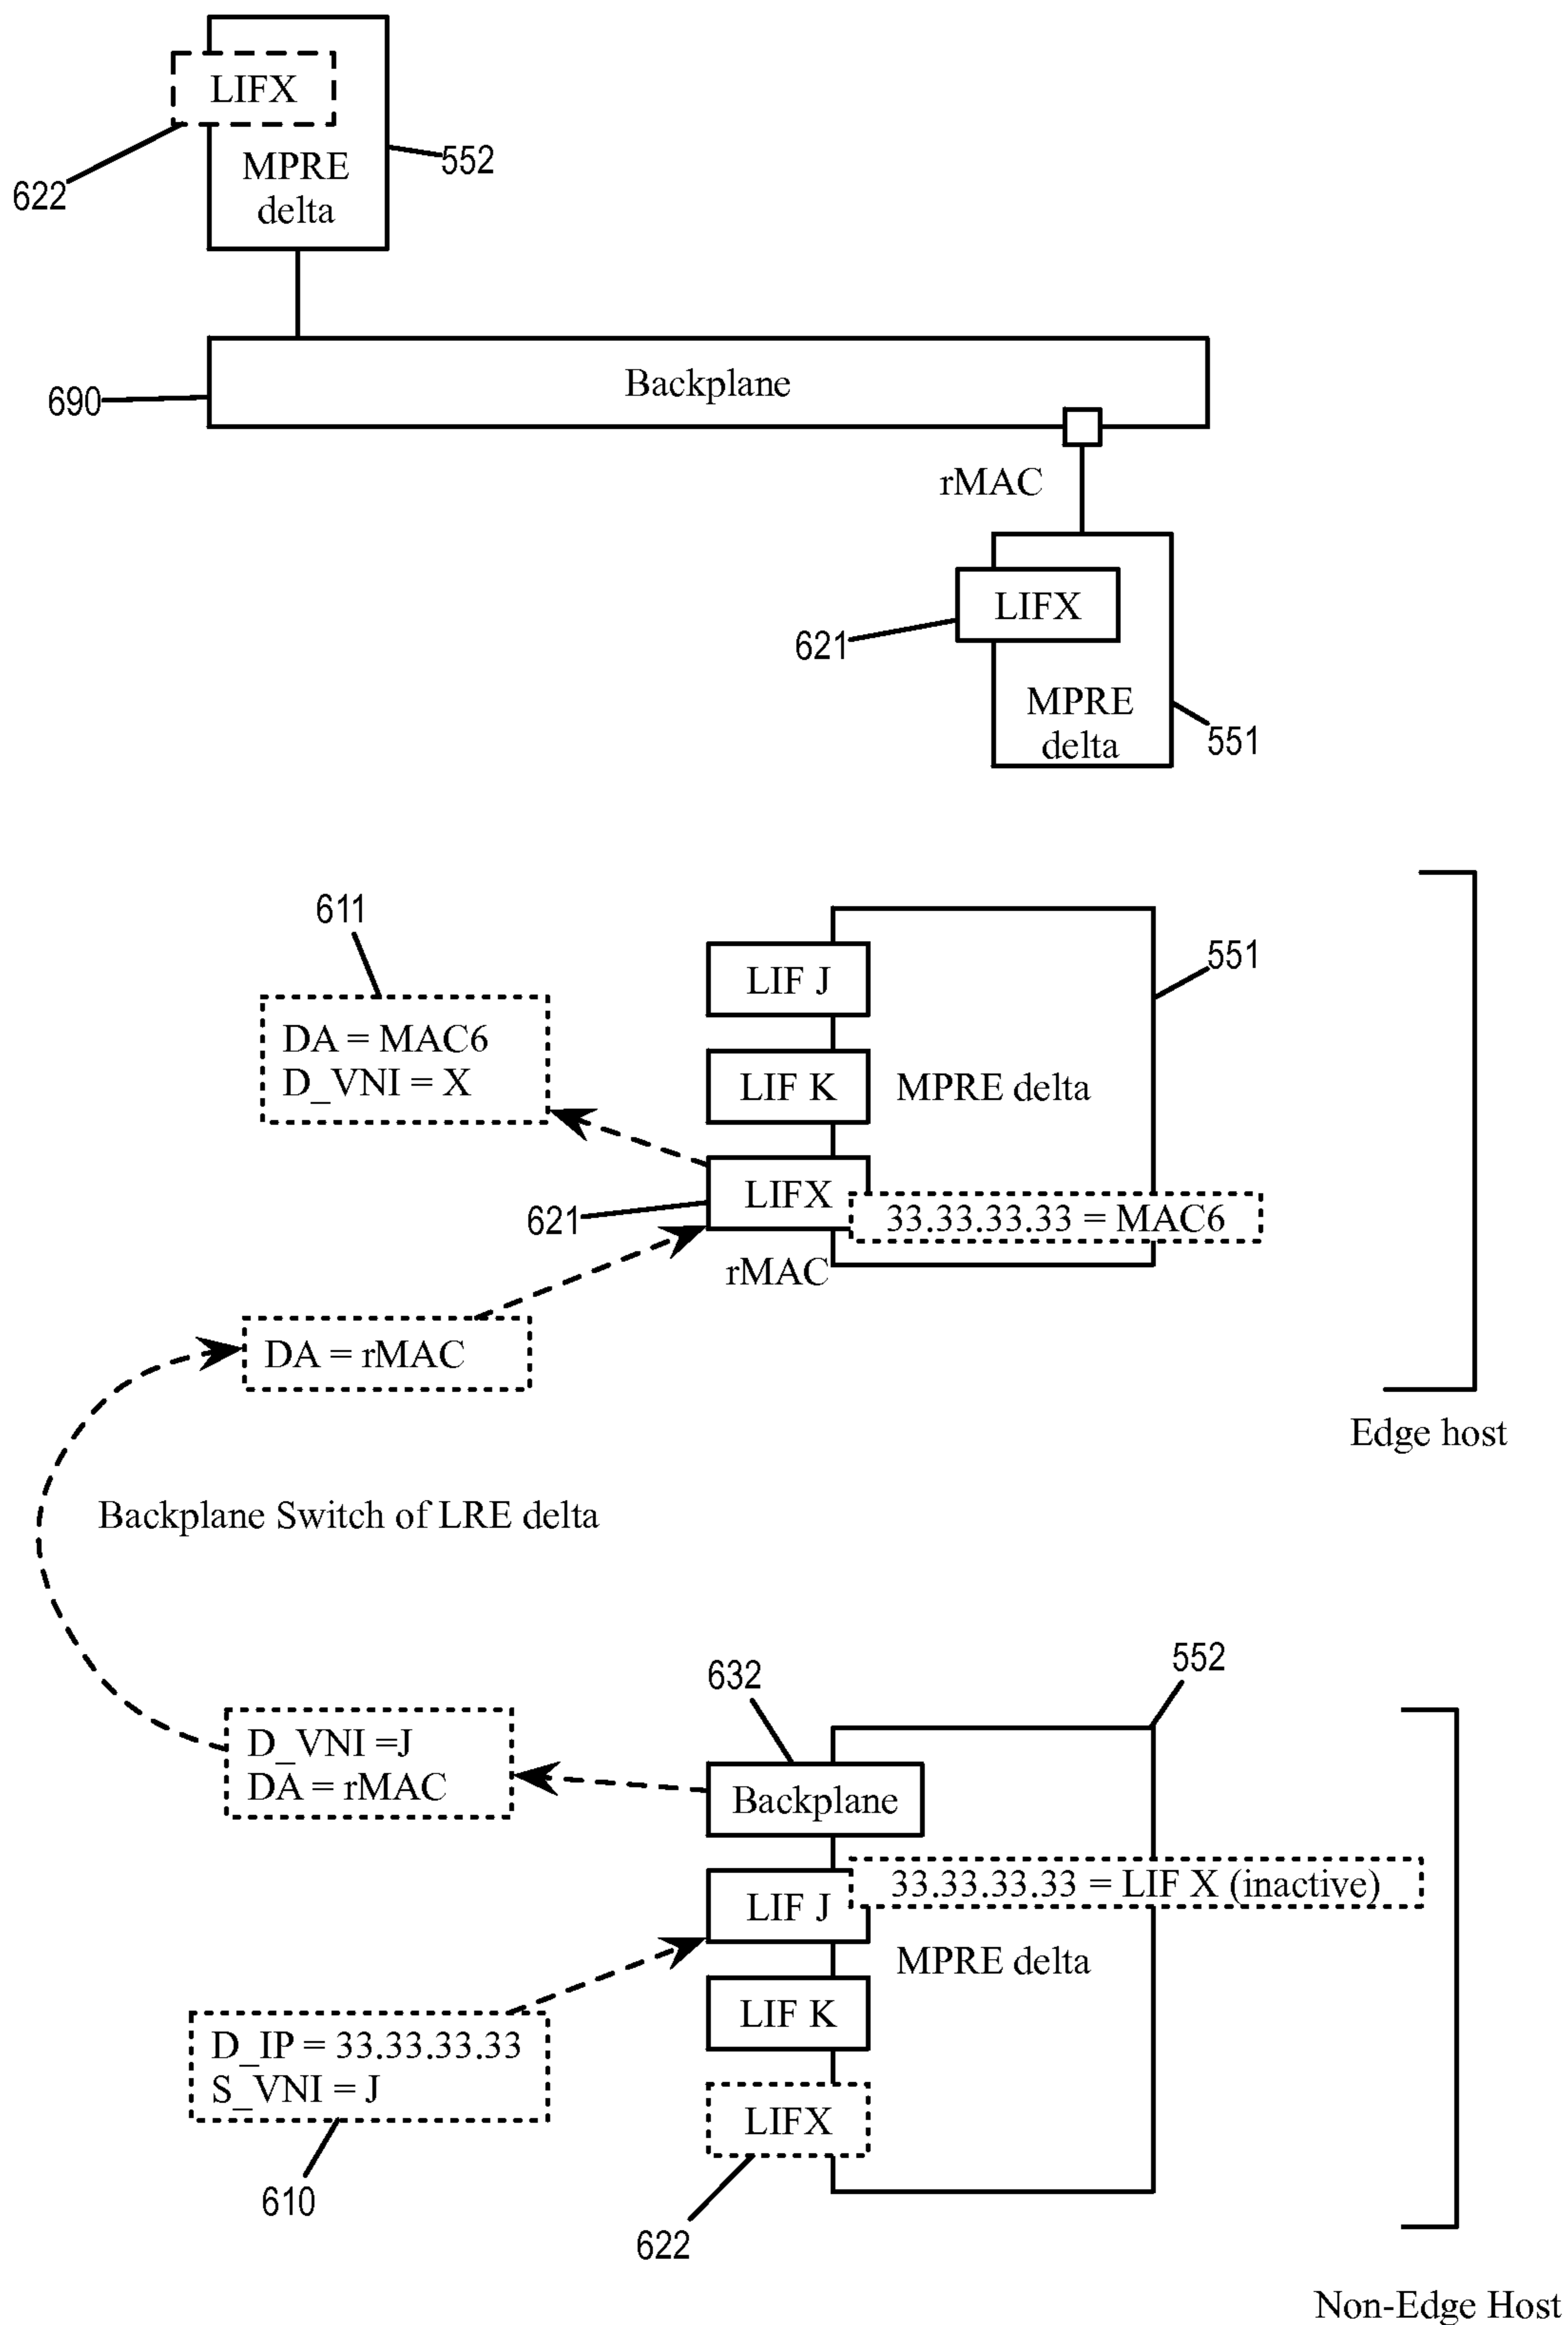 LIFX
MPRE
delta
552
622
Backplane
690
rMAC
LIFX
621
MPRE
delta
551
611
LIF J
551
DA = MAC6
D_VNI = X
LIF K
MPRE delta
LIFX
621
33.33.33.33 = MAC6
rMAC
DA = rMAC
Edge host
Backplane Switch of LRE delta
632
552
D_VNI =J
DA = rMAC
Backplane
33.33.33.33 = LIF X (inactive)
LIF J
MPRE delta
LIF K
D_IP = 33.33.33.33
S_VNI = J
LIFX
610
622
Non-Edge Host